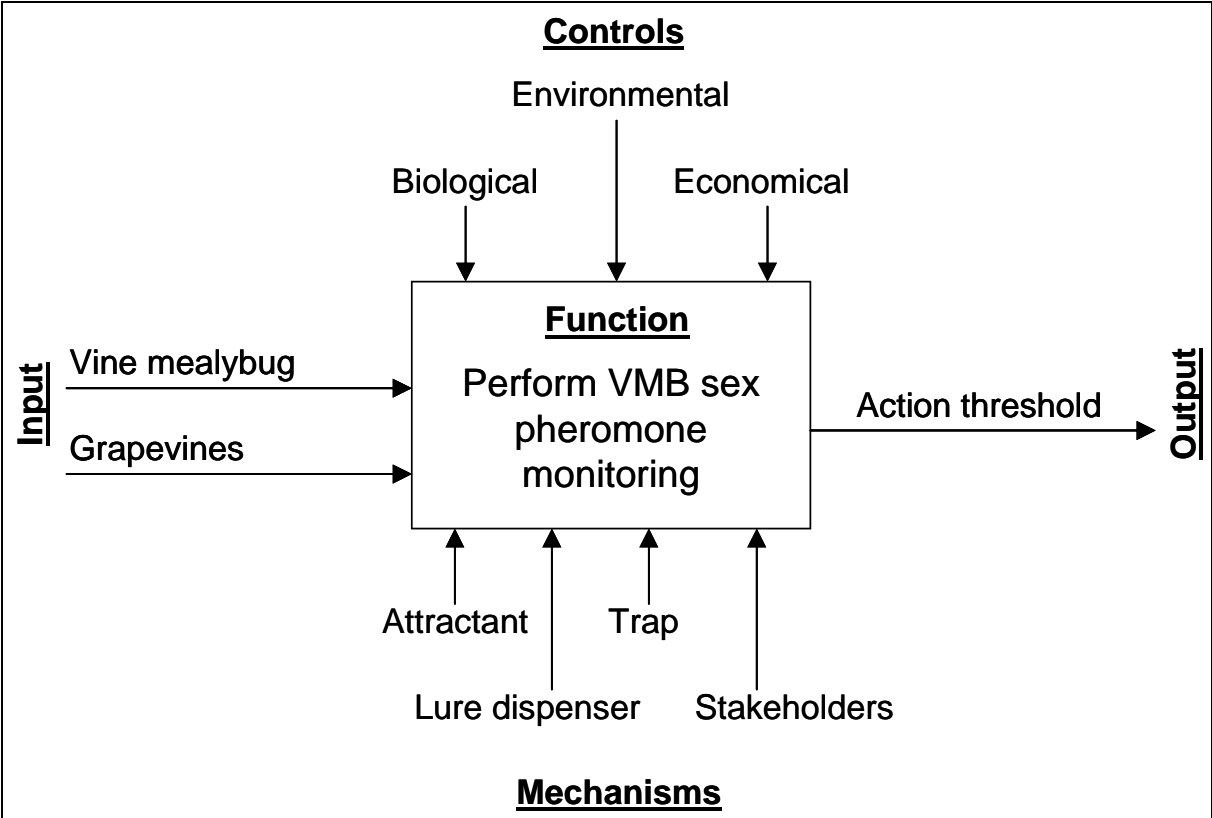 Controls
Environmental
Biological
Economical
Function
Perform VMB sex
pheromone
monitoring
Input
Vine mealybug
Grapevines
Action threshold
Output
Attractant
Trap
Lure dispenser
Stakeholders
Mechanisms